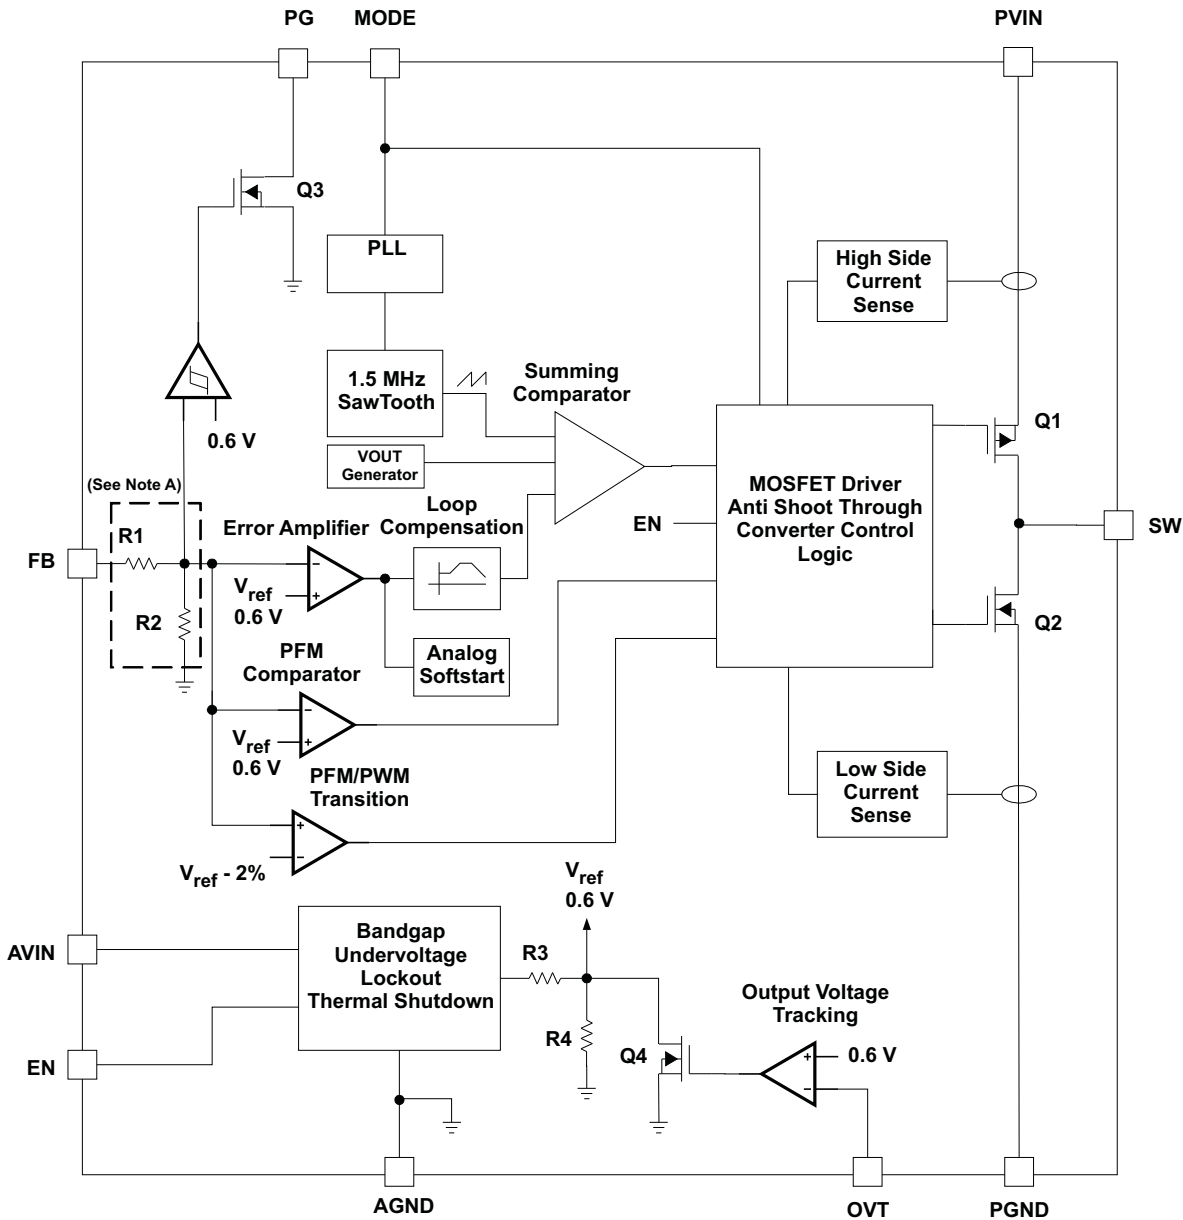 PG
MODE
PVIN
Q3
PLL
High Side
Current
Sense
1.5 MHz
SawTooth
Summing
Comparator
0.6 V
VOUT
Generator
Q1
(See Note A)
Loop
Compensation
MOSFET Driver
Anti Shoot Through
Converter Control
Logic
EN
SW
R1
Error Amplifier
FB
-
+
Vref
0.6 V
R2
Q2
Analog
Softstart
PFM
Comparator
-
+
Vref
0.6 V
PFM/PWM
Transition
Low Side
Current
Sense
+
-
Vref - 2%
Vref
0.6 V
AVIN
Bandgap
Undervoltage
Lockout
Thermal Shutdown
R3
R4
Output Voltage
Tracking
Q4
+
-
0.6 V
EN
AGND
OVT
PGND